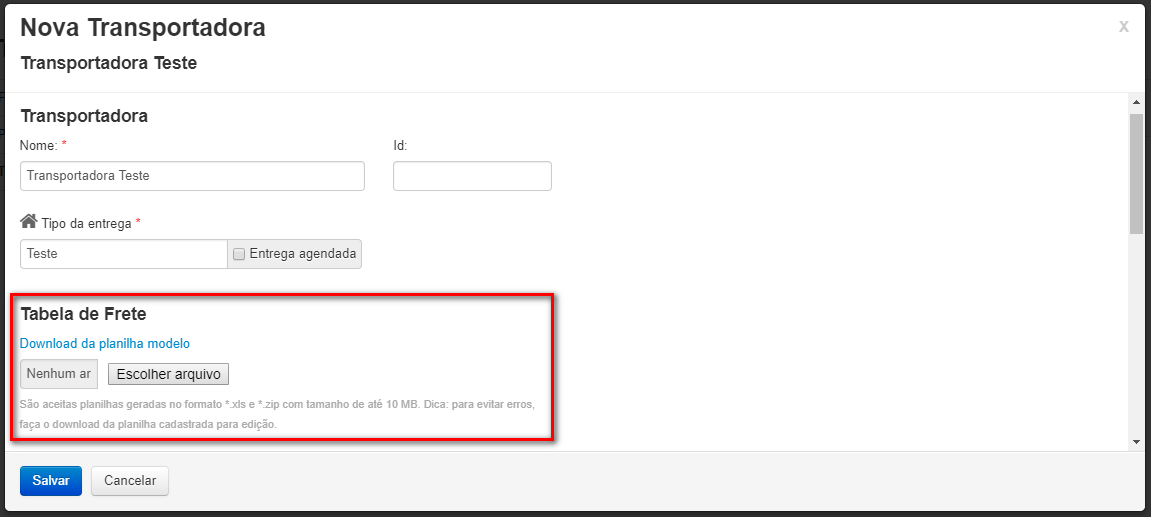 Nova Transportadora
x
Transportadora Teste
Transportadora
Nome: *
Id:
Transportadora Teste
Tipo da entrega *
Teste
Entrega agendada
Tabela de Frete
Download da planilha modelo
Nenhum ar
Escolher arquivo
São aceitas planilhas geradas no formato *.xls e *.zip com tamanho de até 10 MB. Dica: para evitar erros,
faça o download da planilha cadastrada para edição.
Salvar
Cancelar